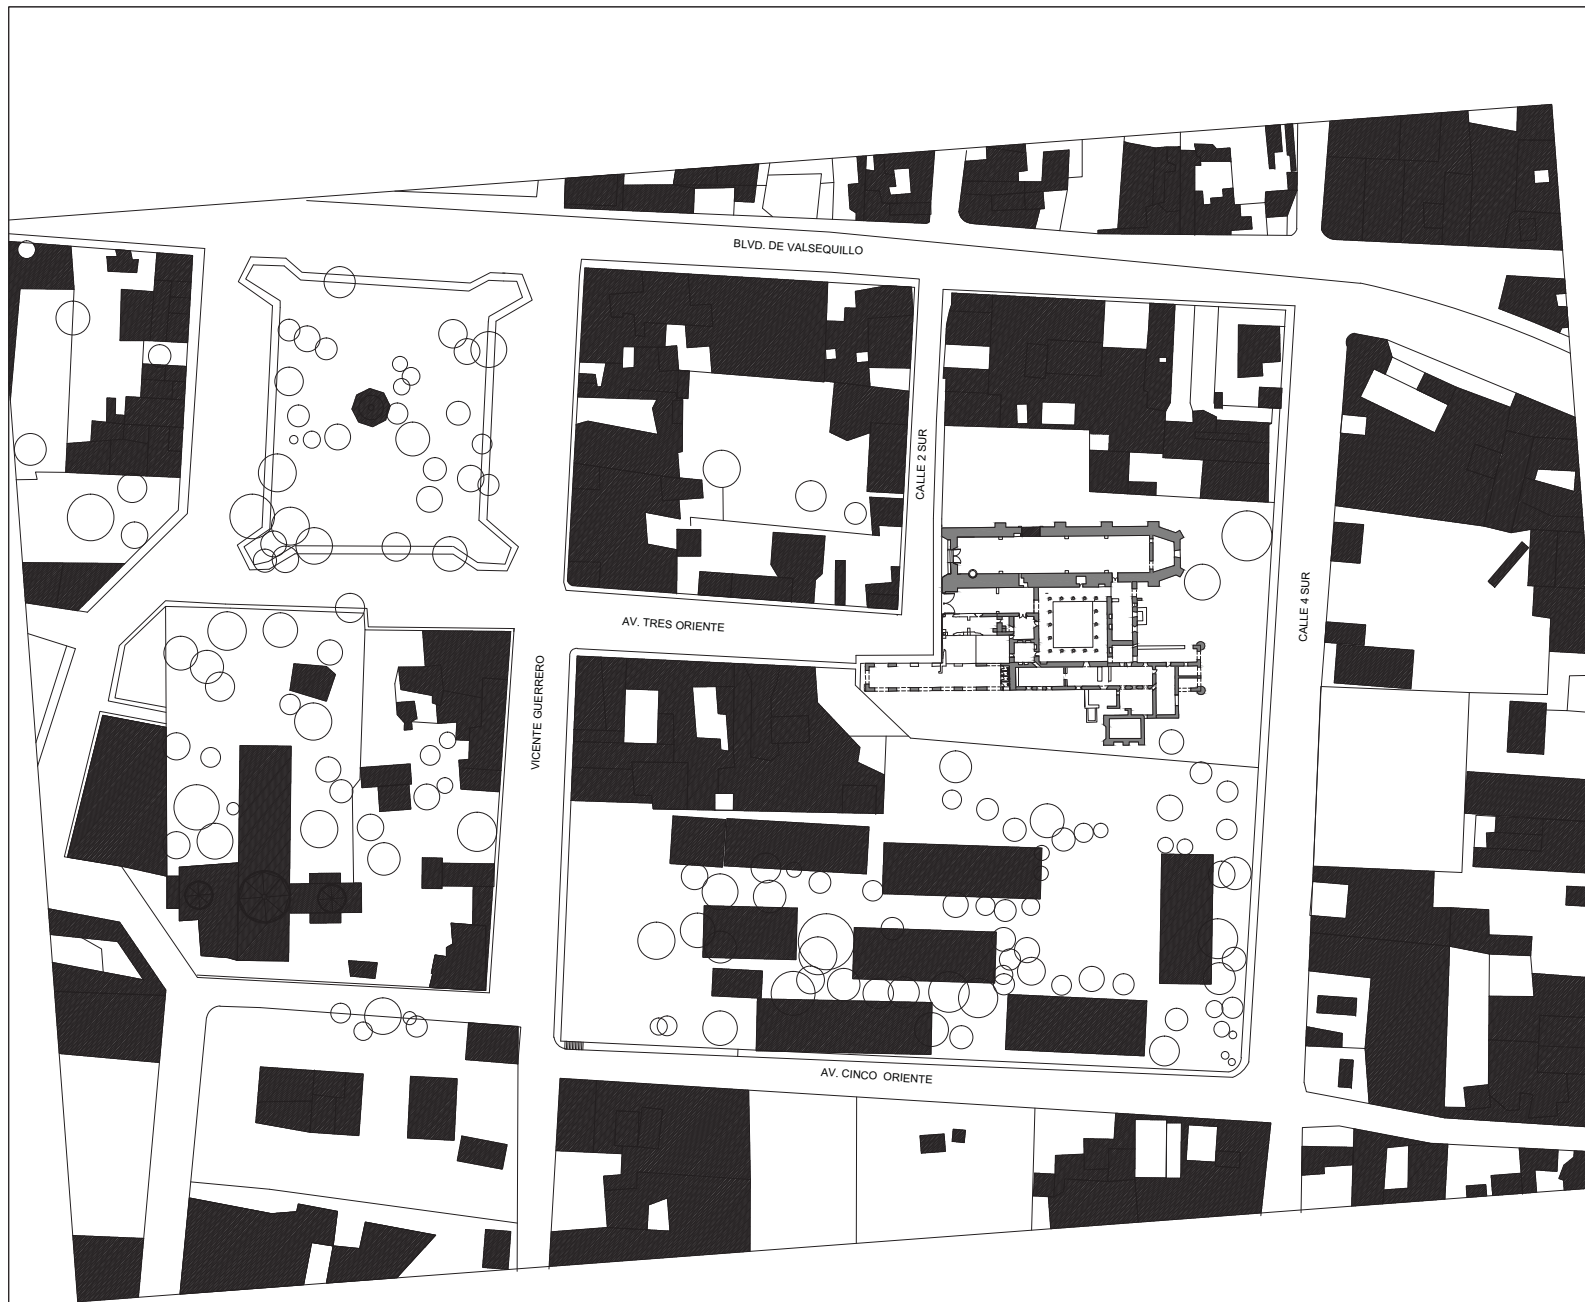 BLVD. DE VALSEQUILLO
CALLE 2 SUR
CALLE 4 SUR
AV. TRES ORIENTE
VICENTE GUERRERO
AV. CINCO ORIENTE